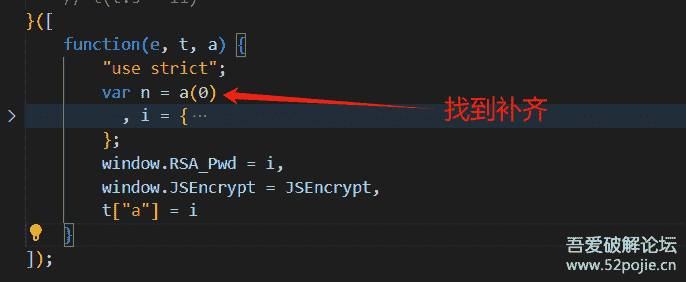 // t(t.s = 11)
}([
function(e, t, a) {
"use strict";
var n = a(0)
, i = {…
};
window.RSA_Pwd = i,
window.JSEncrypt = JSEncrypt,
t["a"] = i
}
]);
找到补齐
吾爱破解论坛
www.52pojie.cn